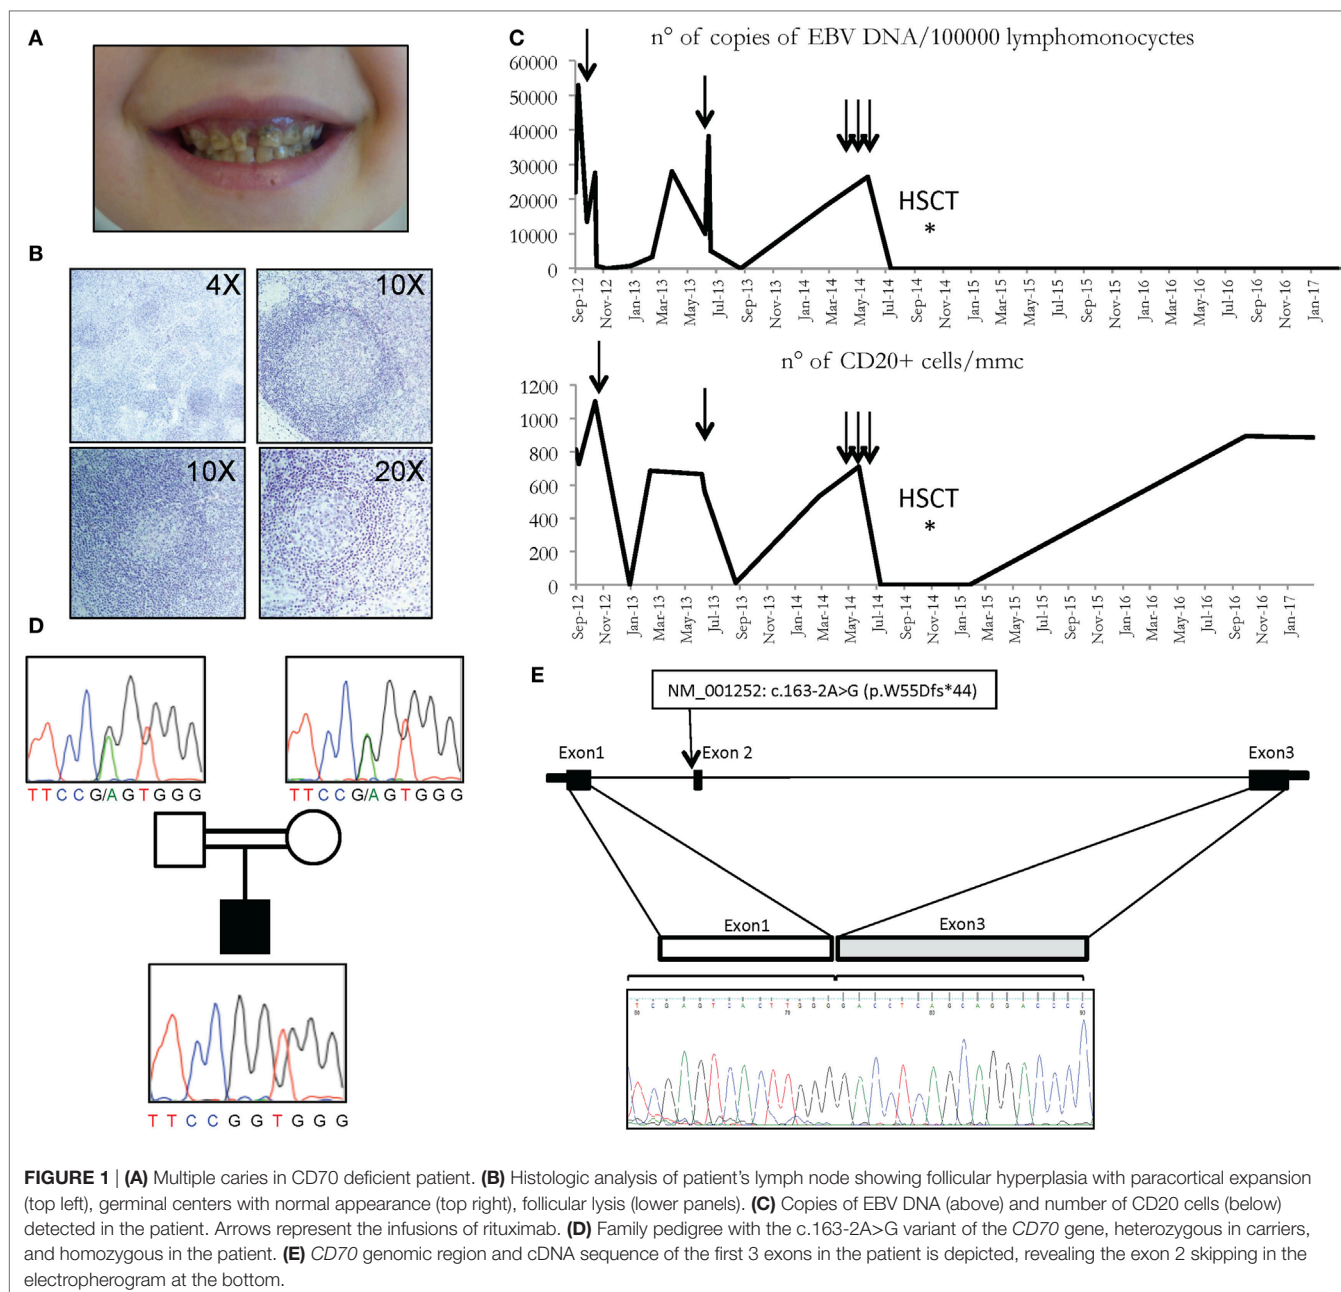 A
B
4X
10X
10X
20X
C
n° of copies of EBV DNA/100000 lymphomonocyctes
60000
50000
40000
30000
20000
10000
0
HSCT
*
Sep-12
Nov-12
Jan-13
Mar-13
May-13
Jul-13
Sep-13
Nov-13
Jan-14
Mar-14
May-14
Jul-14
Sep-14
Nov-14
Jan-15
Mar-15
May-15
Jul-15
Sep-15
Nov-15
Jan-16
Mar-16
May-16
Jul-16
Sep-16
Nov-16
Jan-17
n° of CD20+ cells/mmc
1200
1000
800
600
400
200
0
HSCT
*
Sep-12
Nov-12
Jan-13
Mar-13
May-13
Jul-13
Sep-13
Nov-13
Jan-14
Mar-14
May-14
Jul-14
Sep-14
Nov-14
Jan-15
Mar-15
May-15
Jul-15
Sep-15
Nov-15
Jan-16
Mar-16
May-16
Jul-16
Sep-16
Nov-16
Jan-17
D
TTCCG/AGTGGG
TTCCG/AGTGGG
TTCCGGTGGG
E
NM_001252: c.163-2A>G (p.W55Dfs*44)
Exon1
Exon 2
Exon3
Exon1
Exon3
T C G A G T C A C T T G G G G A C C T C A G C A G G A C C C C
60 70 80 90
FIGURE 1 | (A) Multiple caries in CD70 deficient patient. (B) Histologic analysis of patient's lymph node showing follicular hyperplasia with paracortical expansion
(top left), germinal centers with normal appearance (top right), follicular lysis (lower panels). (C) Copies of EBV DNA (above) and number of CD20 cells (below)
detected in the patient. Arrows represent the infusions of rituximab. (D) Family pedigree with the c.163-2A>G variant of the CD70 gene, heterozygous in carriers,
and homozygous in the patient. (E) CD70 genomic region and cDNA sequence of the first 3 exons in the patient is depicted, revealing the exon 2 skipping in the
electropherogram at the bottom.